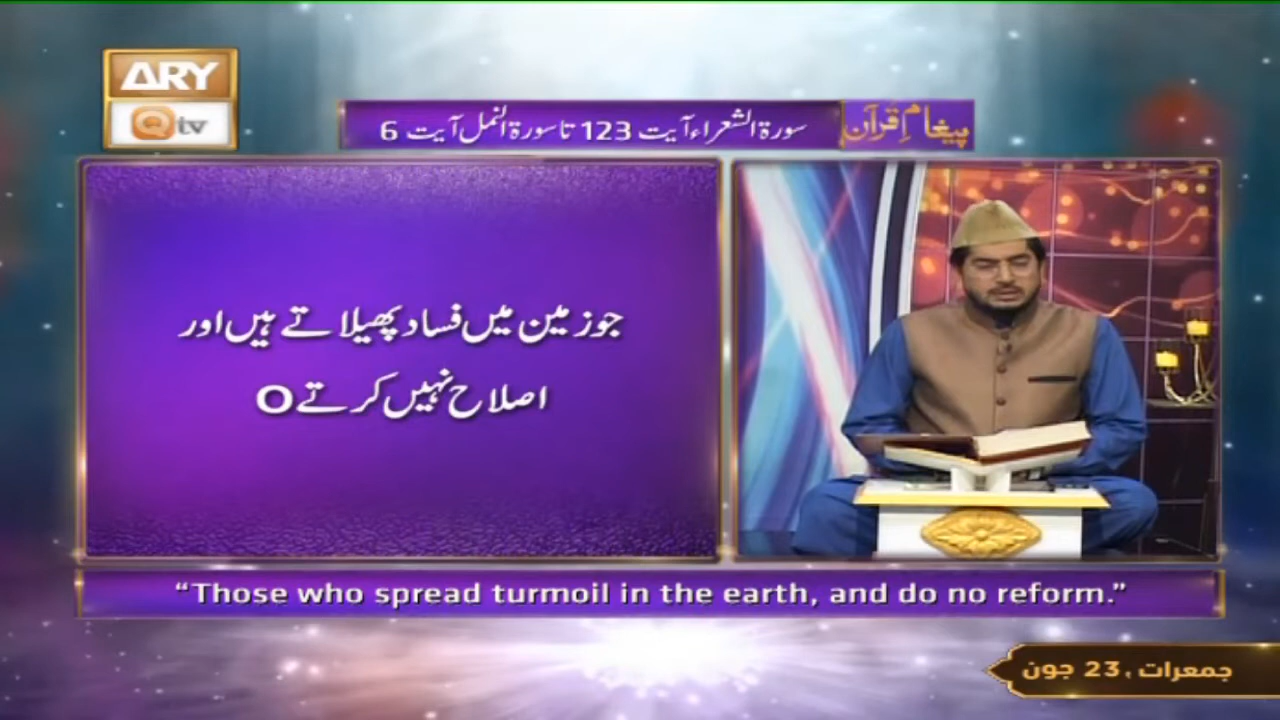 ARY
Qtv
پیغامِ قرآن
سورۃ الشعراء آیت 123 تا سورۃ النمل آیت 6
جو زمین میں فساد پھیلاتے ہیں اور
اصلاح نہیں کرتے O
“Those who spread turmoil in the earth, and do no reform.”
جمعرات، 23 جون